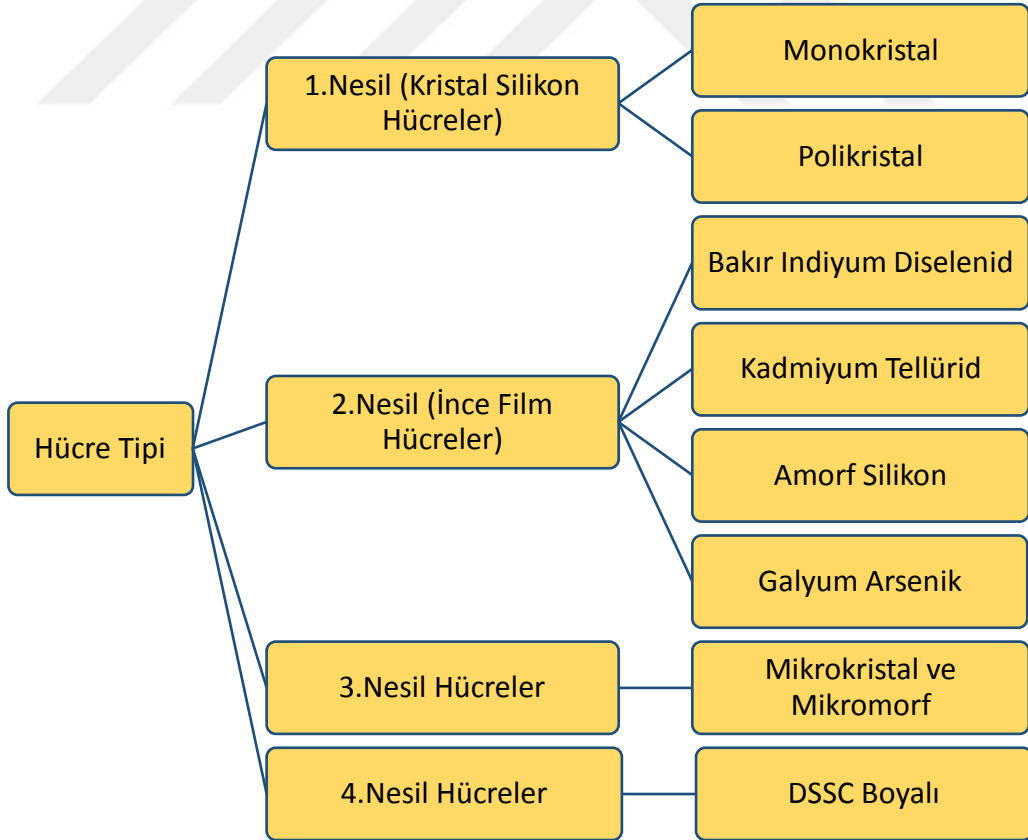 Hücre Tipi
1.Nesil (Kristal Silikon
Hücreler)
Monokristal
Polikristal
2.Nesil (İnce Film
Hücreler)
Bakır Indiyum Diselenid
Kadmiyum Tellürid
Amorf Silikon
Galyum Arsenik
3.Nesil Hücreler
Mikrokristal ve
Mikromorf
4.Nesil Hücreler
DSSC Boyalı